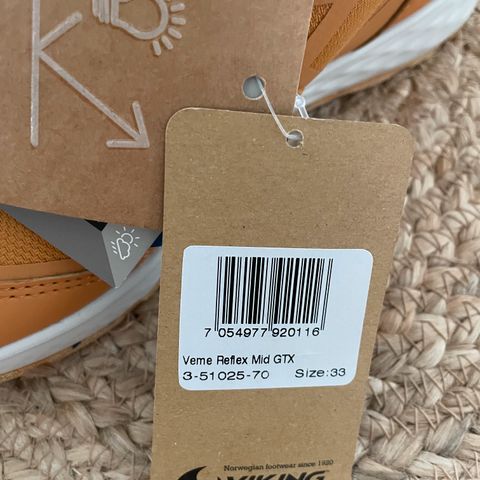 7 054977 920116
Veme Reflex Mid GTX
3-51025-70 Size:33
Norwegian footwear since 1920
VIKING